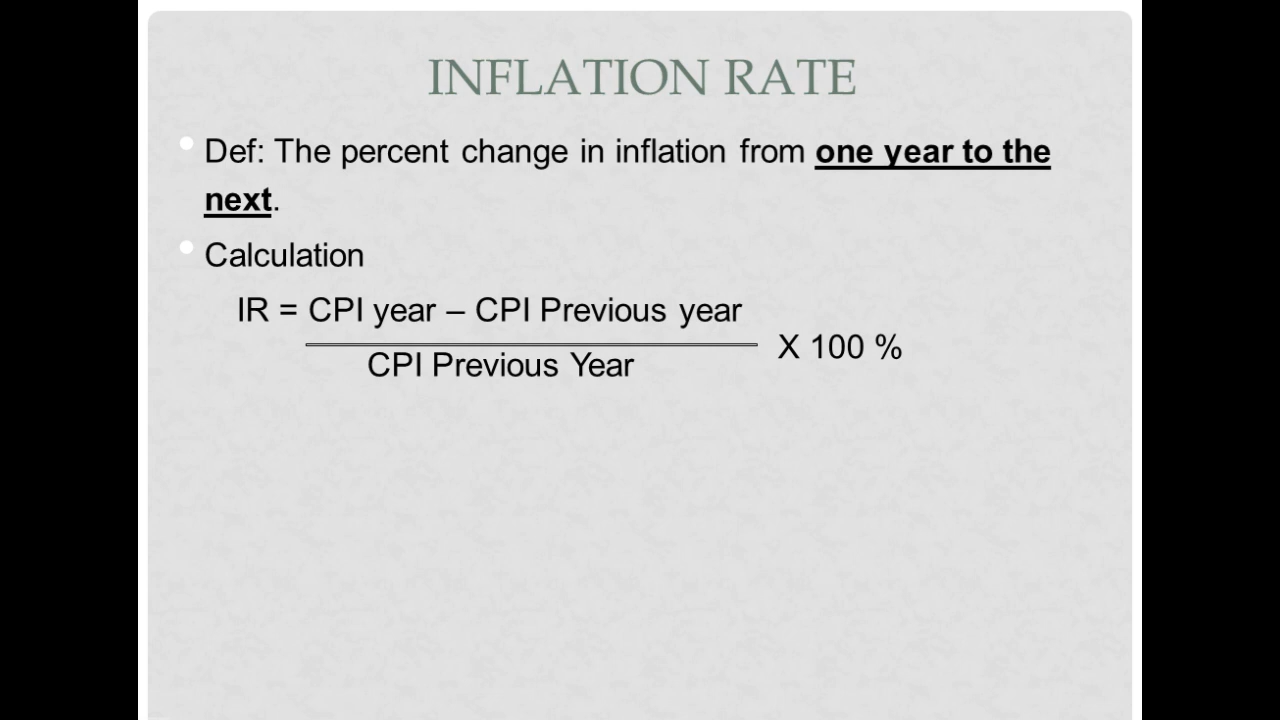 INFLATION RATE
Def: The percent change in inflation from one year to the
next.
Calculation
IR = CPI year – CPI Previous year
X 100 %
CPI Previous Year